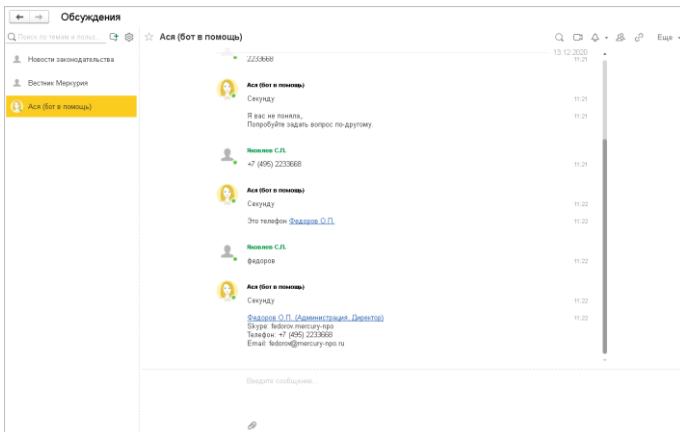 Обсуждения
Поиск по темам и польз...
Ася (бот в помощь)
Еще
Новости законодательства
Вестник Меркурия
Ася (бот в помощь)
13.12.2020
2233668
11:21
Ася (бот в помощь)
Секунду
11:21
Я вас не поняла,
11:21
Попробуйте задать вопрос по-другому.
Яковлев С.П.
+7 (495) 2233668
11:21
Ася (бот в помощь)
Секунду
11:22
Это телефон Федоров О.П.
11:22
Яковлев С.П.
федоров
11:22
Ася (бот в помощь)
Секунду
11:22
Федоров О.П. (Администрация, Директор)
11:22
Skype: fedorov.mercury-npo
Телефон: +7 (495) 2233668
Email: fedorov@mercury-npo.ru
Введите сообщение...